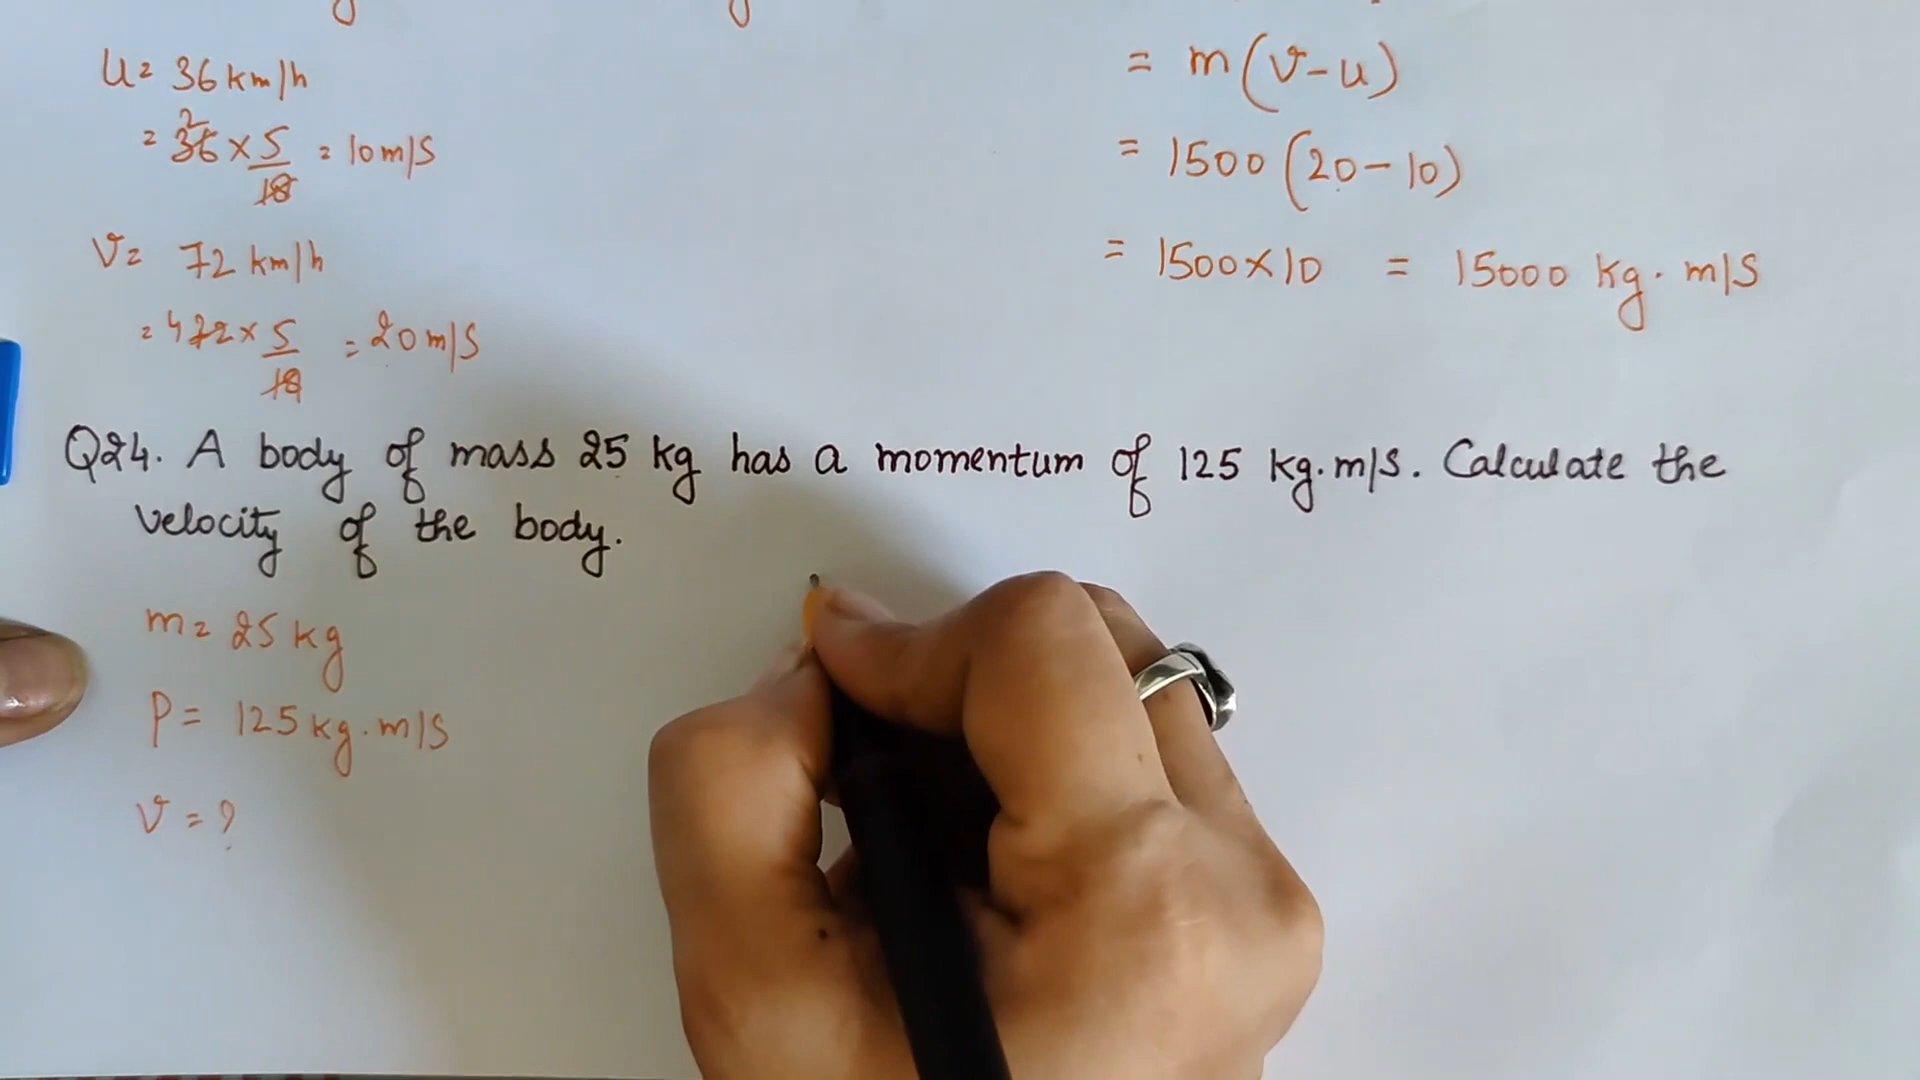 u = 36 km/h
= 36 2 × 5/18 = 10 m/s
v = 72 km/h
= 4 72 × 5/18 = 20 m/s
= m (v - u)
= 1500 (20 - 10)
= 1500 × 10 = 15000 kg. m/s
Q24. A body of mass 25 kg has a momentum of 125 kg.m/s. Calculate the
velocity of the body.
m = 25 kg
P = 125 kg.m/s
v = ?